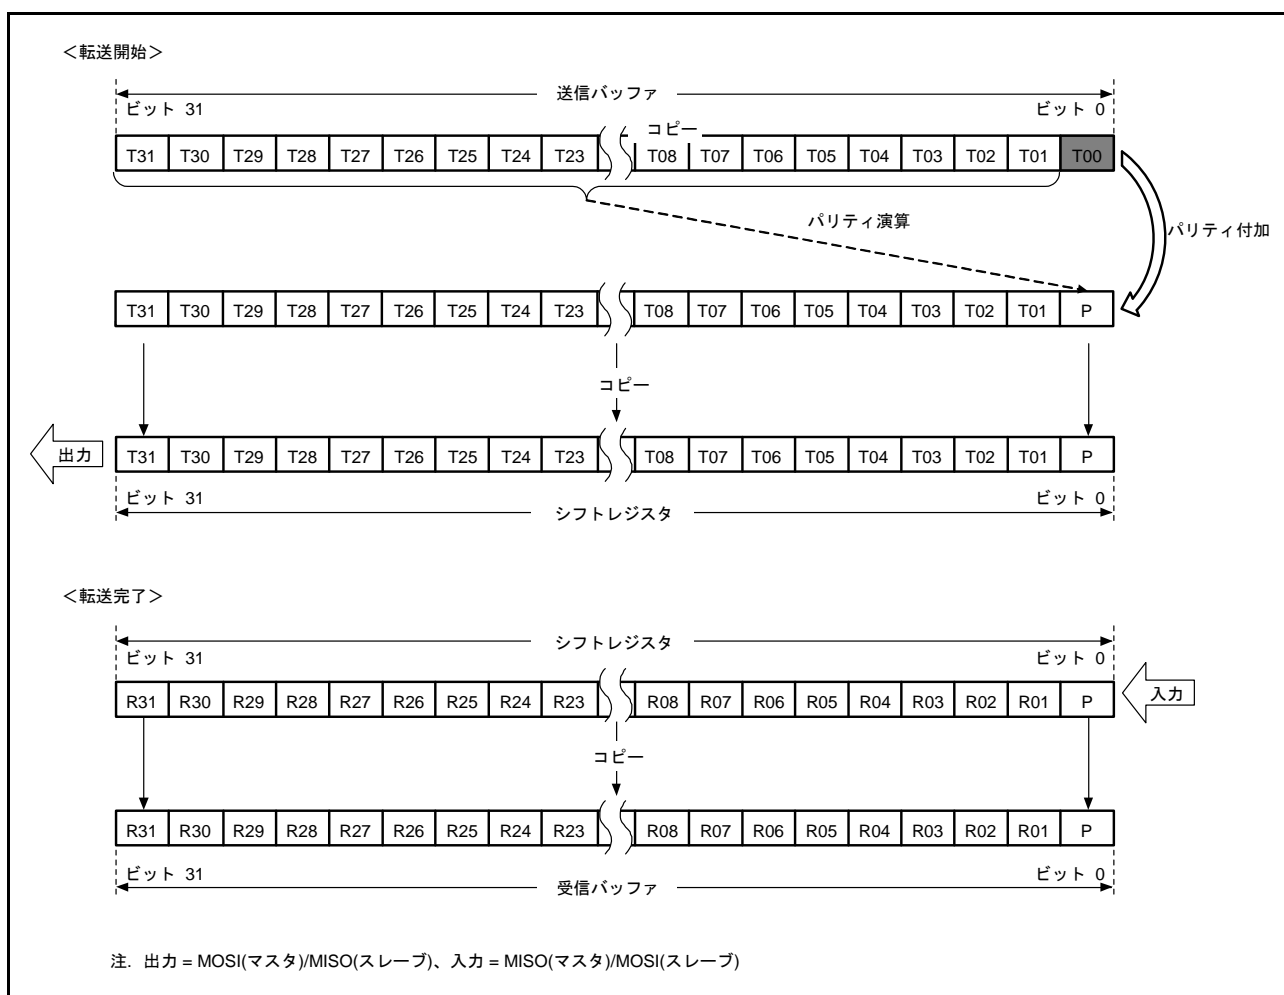 ＜転送開始＞
送信バッファ
ビット 31 ビット 0
コピー
T31 T30 T29 T28 T27 T26 T25 T24 T23 T08 T07 T06 T05 T04 T03 T02 T01 T00
パリティ演算
パリティ付加
T31 T30 T29 T28 T27 T26 T25 T24 T23 T08 T07 T06 T05 T04 T03 T02 T01 P
コピー
出力
T31 T30 T29 T28 T27 T26 T25 T24 T23 T08 T07 T06 T05 T04 T03 T02 T01 P
ビット 31 ビット 0
シフトレジスタ
＜転送完了＞
シフトレジスタ
ビット 31 ビット 0
R31 R30 R29 R28 R27 R26 R25 R24 R23 R08 R07 R06 R05 R04 R03 R02 R01 P
入力
コピー
R31 R30 R29 R28 R27 R26 R25 R24 R23 R08 R07 R06 R05 R04 R03 R02 R01 P
ビット 31 ビット 0
受信バッファ
注. 出力 = MOSI(マスタ)/MISO(スレーブ)、入力 = MISO(マスタ)/MOSI(スレーブ)